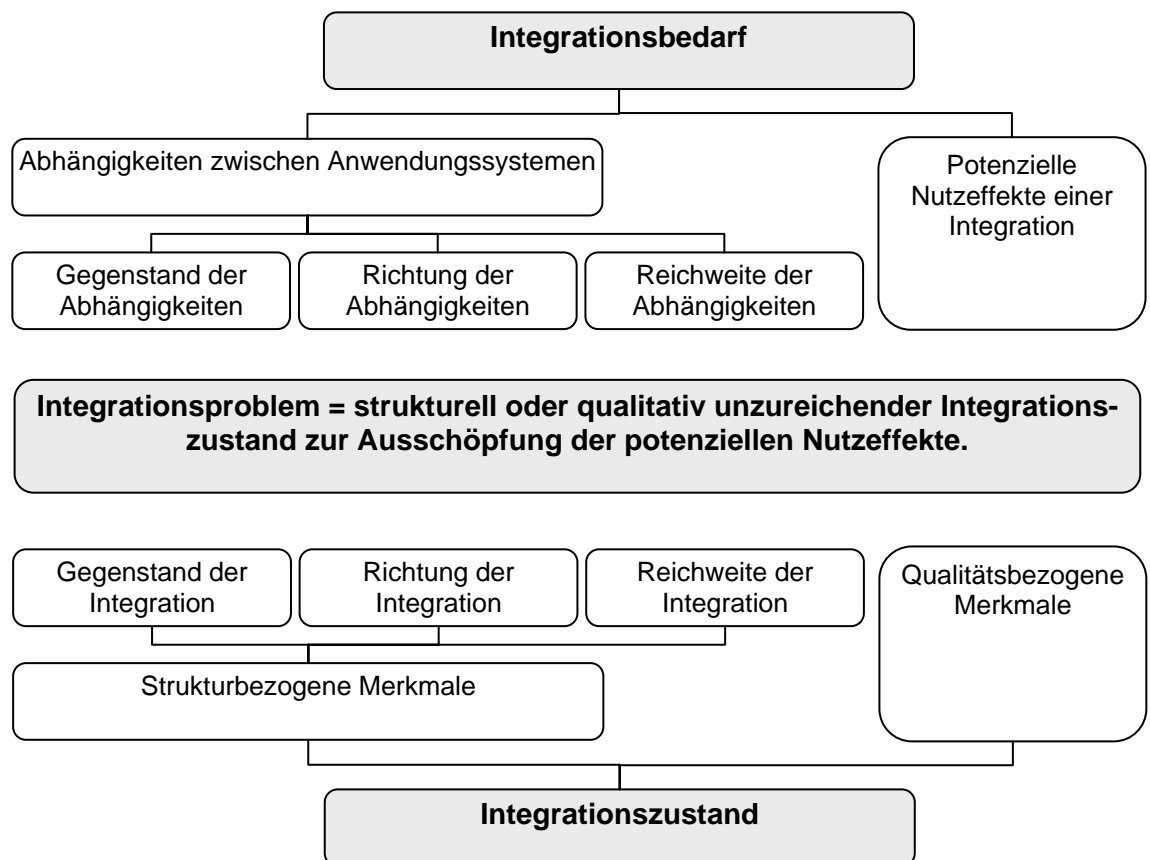 Integrationsbedarf
Abhängigkeiten zwischen Anwendungssystemen
Potenzielle
Nutzeffekte einer
Integration
Gegenstand der
Abhängigkeiten
Richtung der
Abhängigkeiten
Reichweite der
Abhängigkeiten
Integrationsproblem = strukturell oder qualitativ unzureichender Integrations-
zustand zur Ausschöpfung der potenziellen Nutzeffekte.
Gegenstand der
Integration
Richtung der
Integration
Reichweite der
Integration
Qualitätsbezogene
Merkmale
Strukturbezogene Merkmale
Integrationszustand